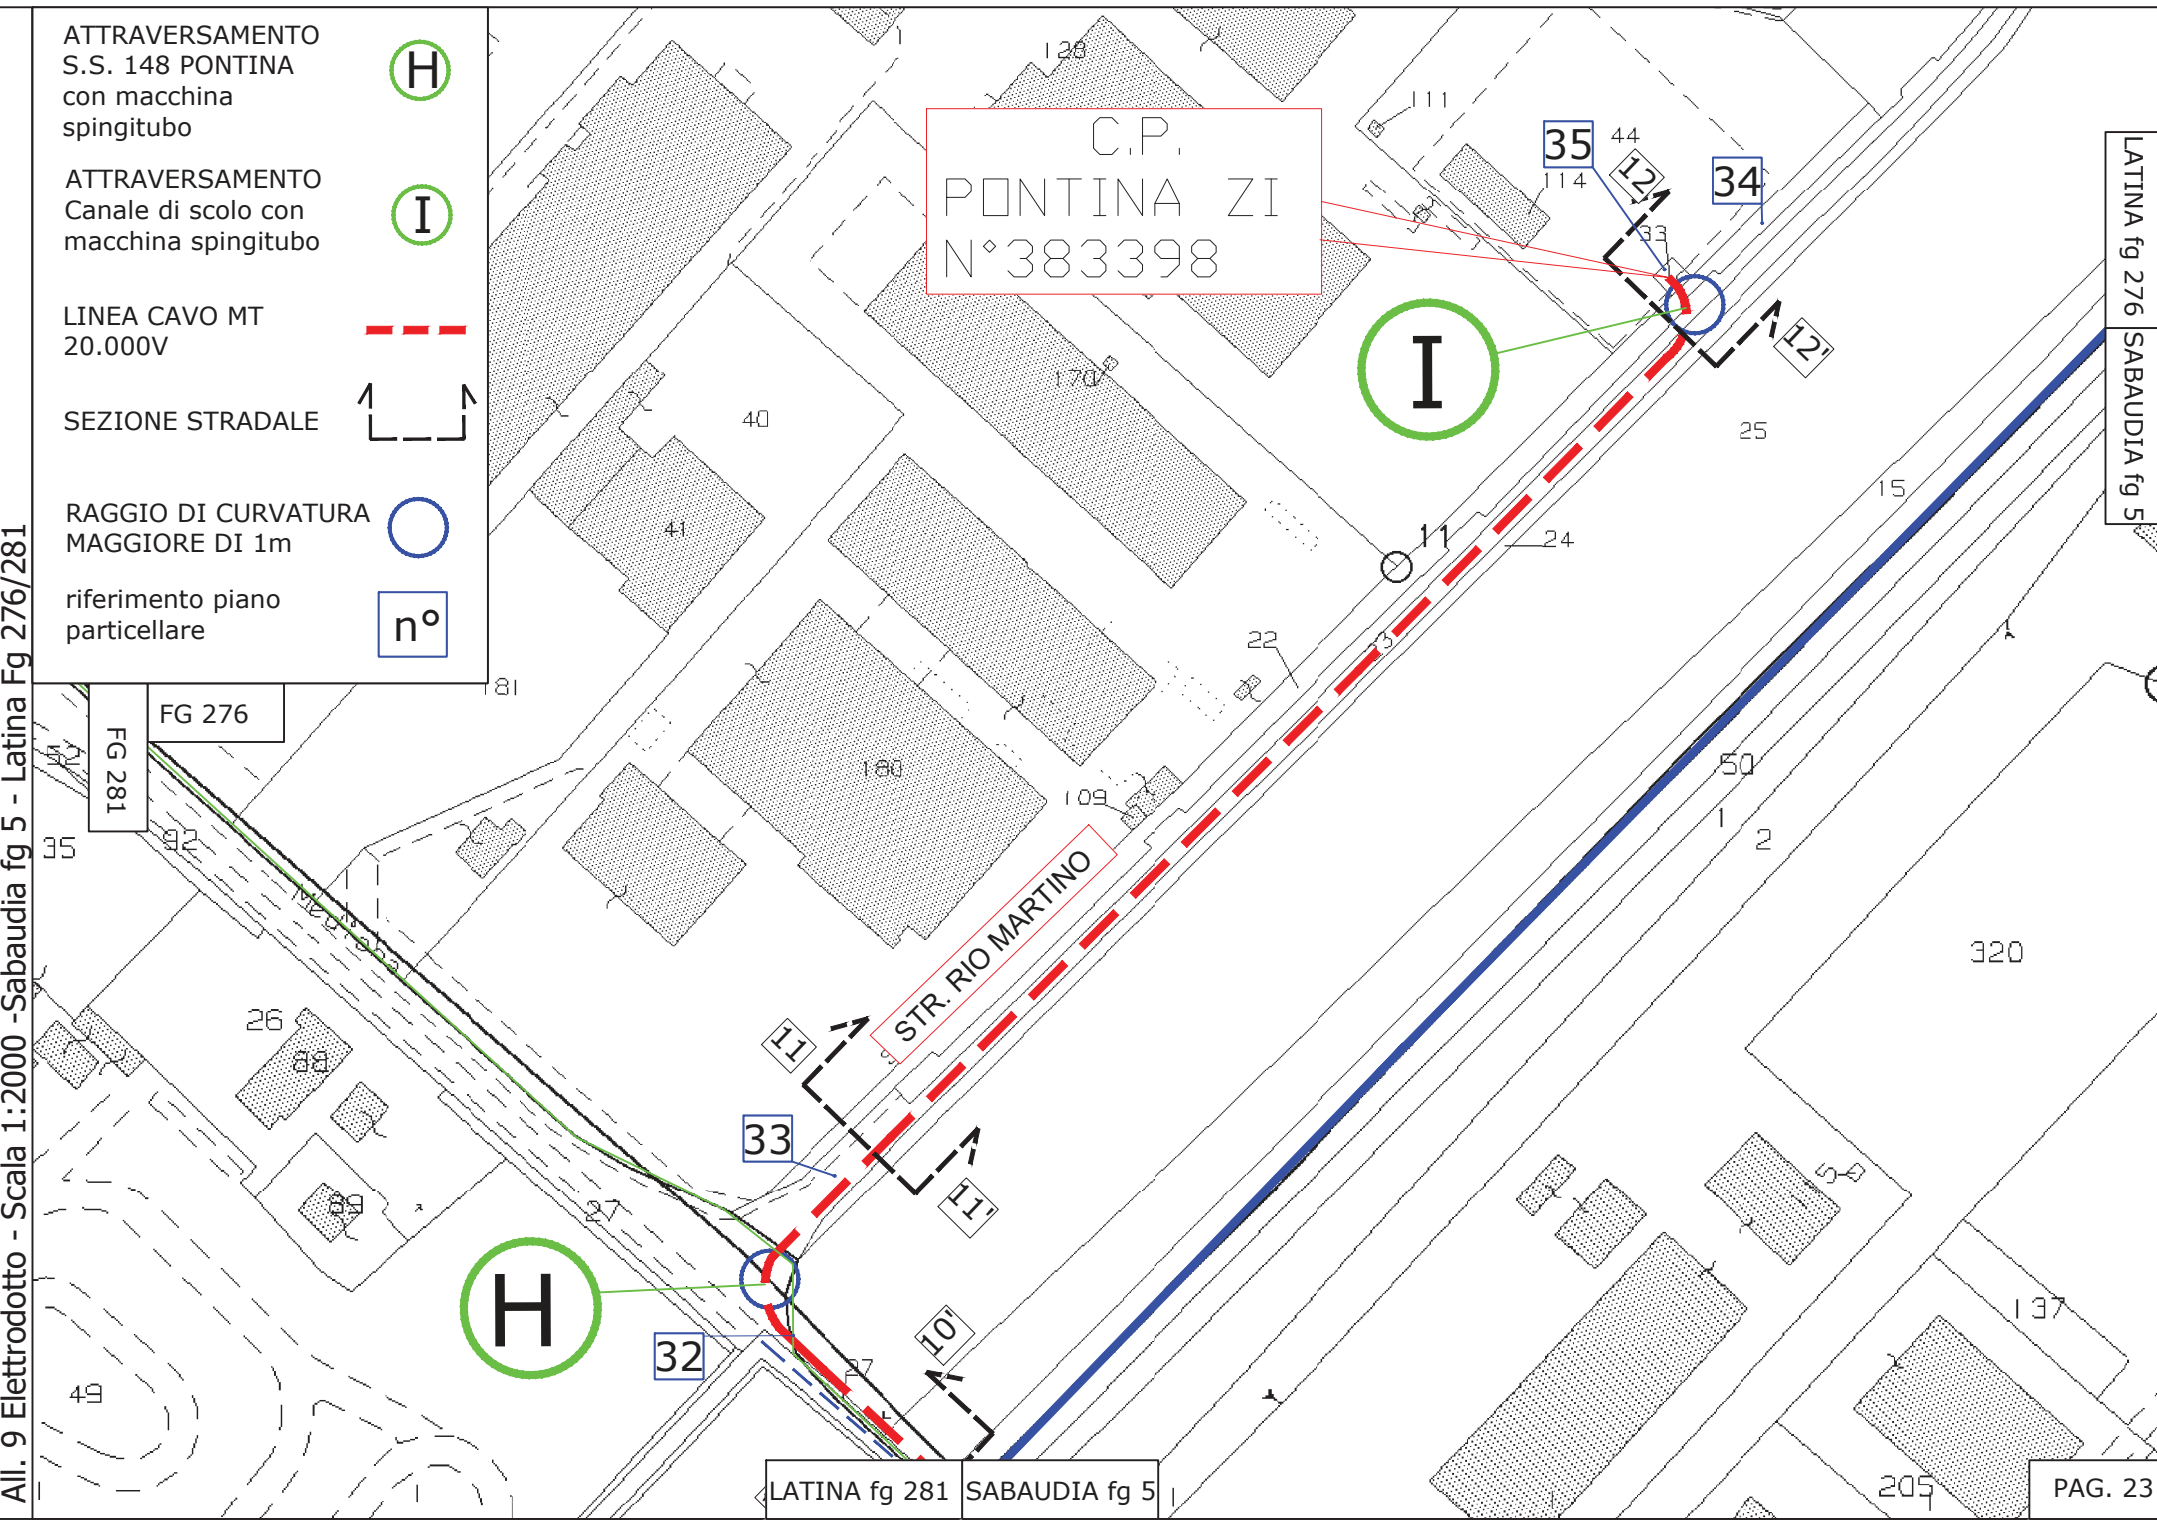 ATTRAVERSAMENTO
S.S. 148 PONTINA
con macchina
spingitubo
H
ATTRAVERSAMENTO
Canale di scolo con
macchina spingitubo
I
LINEA CAVO MT
20.000V
SEZIONE STRADALE
RAGGIO DI CURVATURA
MAGGIORE DI 1m
riferimento piano
particellare
n°
All. 9 Elettrodotto - Scala 1:2000 -Sabaudia fg 5 - Latina Fg 276/281
FG 276
FG 281
C.P.
PONTINA ZI
N°383398
128
111
35
44
12
34
114
33
12'
LATINA fg 276
SABAUDIA fg 5
I
170
40
41
25
15
11
24
22
23
181
180
109
50
1
2
52
35
92
320
STR. RIO MARTINO
26
88
11
33
11'
89
27
H
32
10'
27
49
137
205
LATINA fg 281
SABAUDIA fg 5
PAG. 23